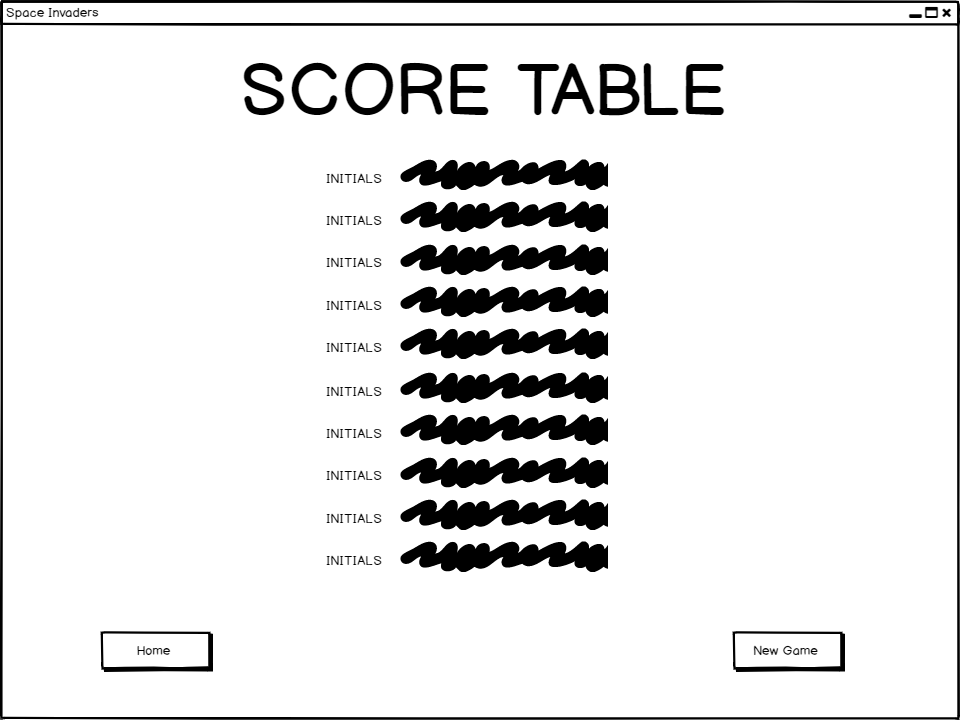 Space Invaders
SCORE TABLE
INITIALS
INITIALS
INITIALS
INITIALS
INITIALS
INITIALS
INITIALS
INITIALS
INITIALS
INITIALS
Home
New Game